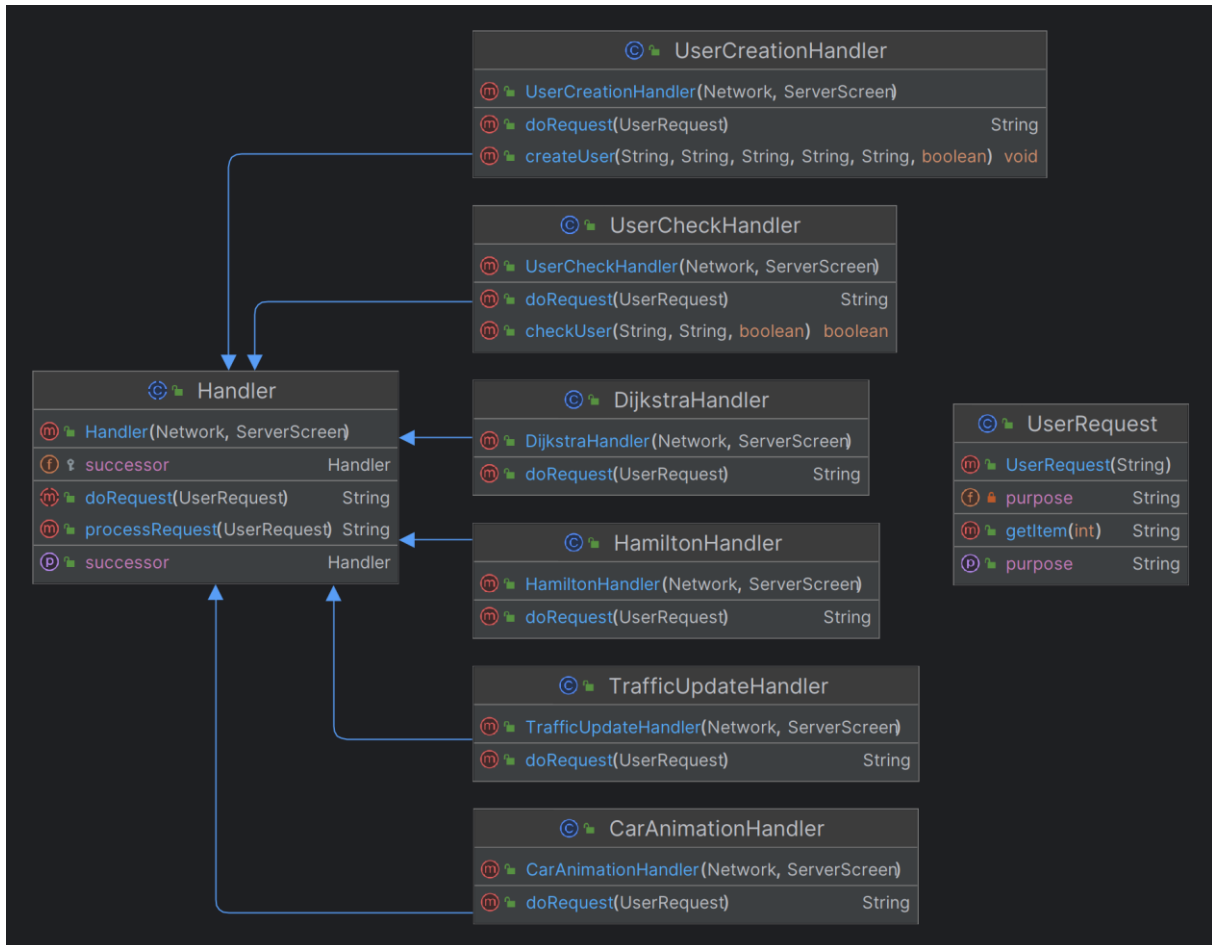 UserCreationHandler
UserCreationHandler(Network, ServerScreen)
doRequest(UserRequest) String
createUser(String, String, String, String, String, boolean) void
UserCheckHandler
UserCheckHandler(Network, ServerScreen)
doRequest(UserRequest) String
checkUser(String, String, boolean) boolean
Handler
Handler(Network, ServerScreen)
successor Handler
doRequest(UserRequest) String
processRequest(UserRequest) String
successor Handler
DijkstraHandler
DijkstraHandler(Network, ServerScreen)
doRequest(UserRequest) String
UserRequest
UserRequest(String)
purpose String
getItem(int) String
purpose String
HamiltonHandler
HamiltonHandler(Network, ServerScreen)
doRequest(UserRequest) String
TrafficUpdateHandler
TrafficUpdateHandler(Network, ServerScreen)
doRequest(UserRequest) String
CarAnimationHandler
CarAnimationHandler(Network, ServerScreen)
doRequest(UserRequest) String